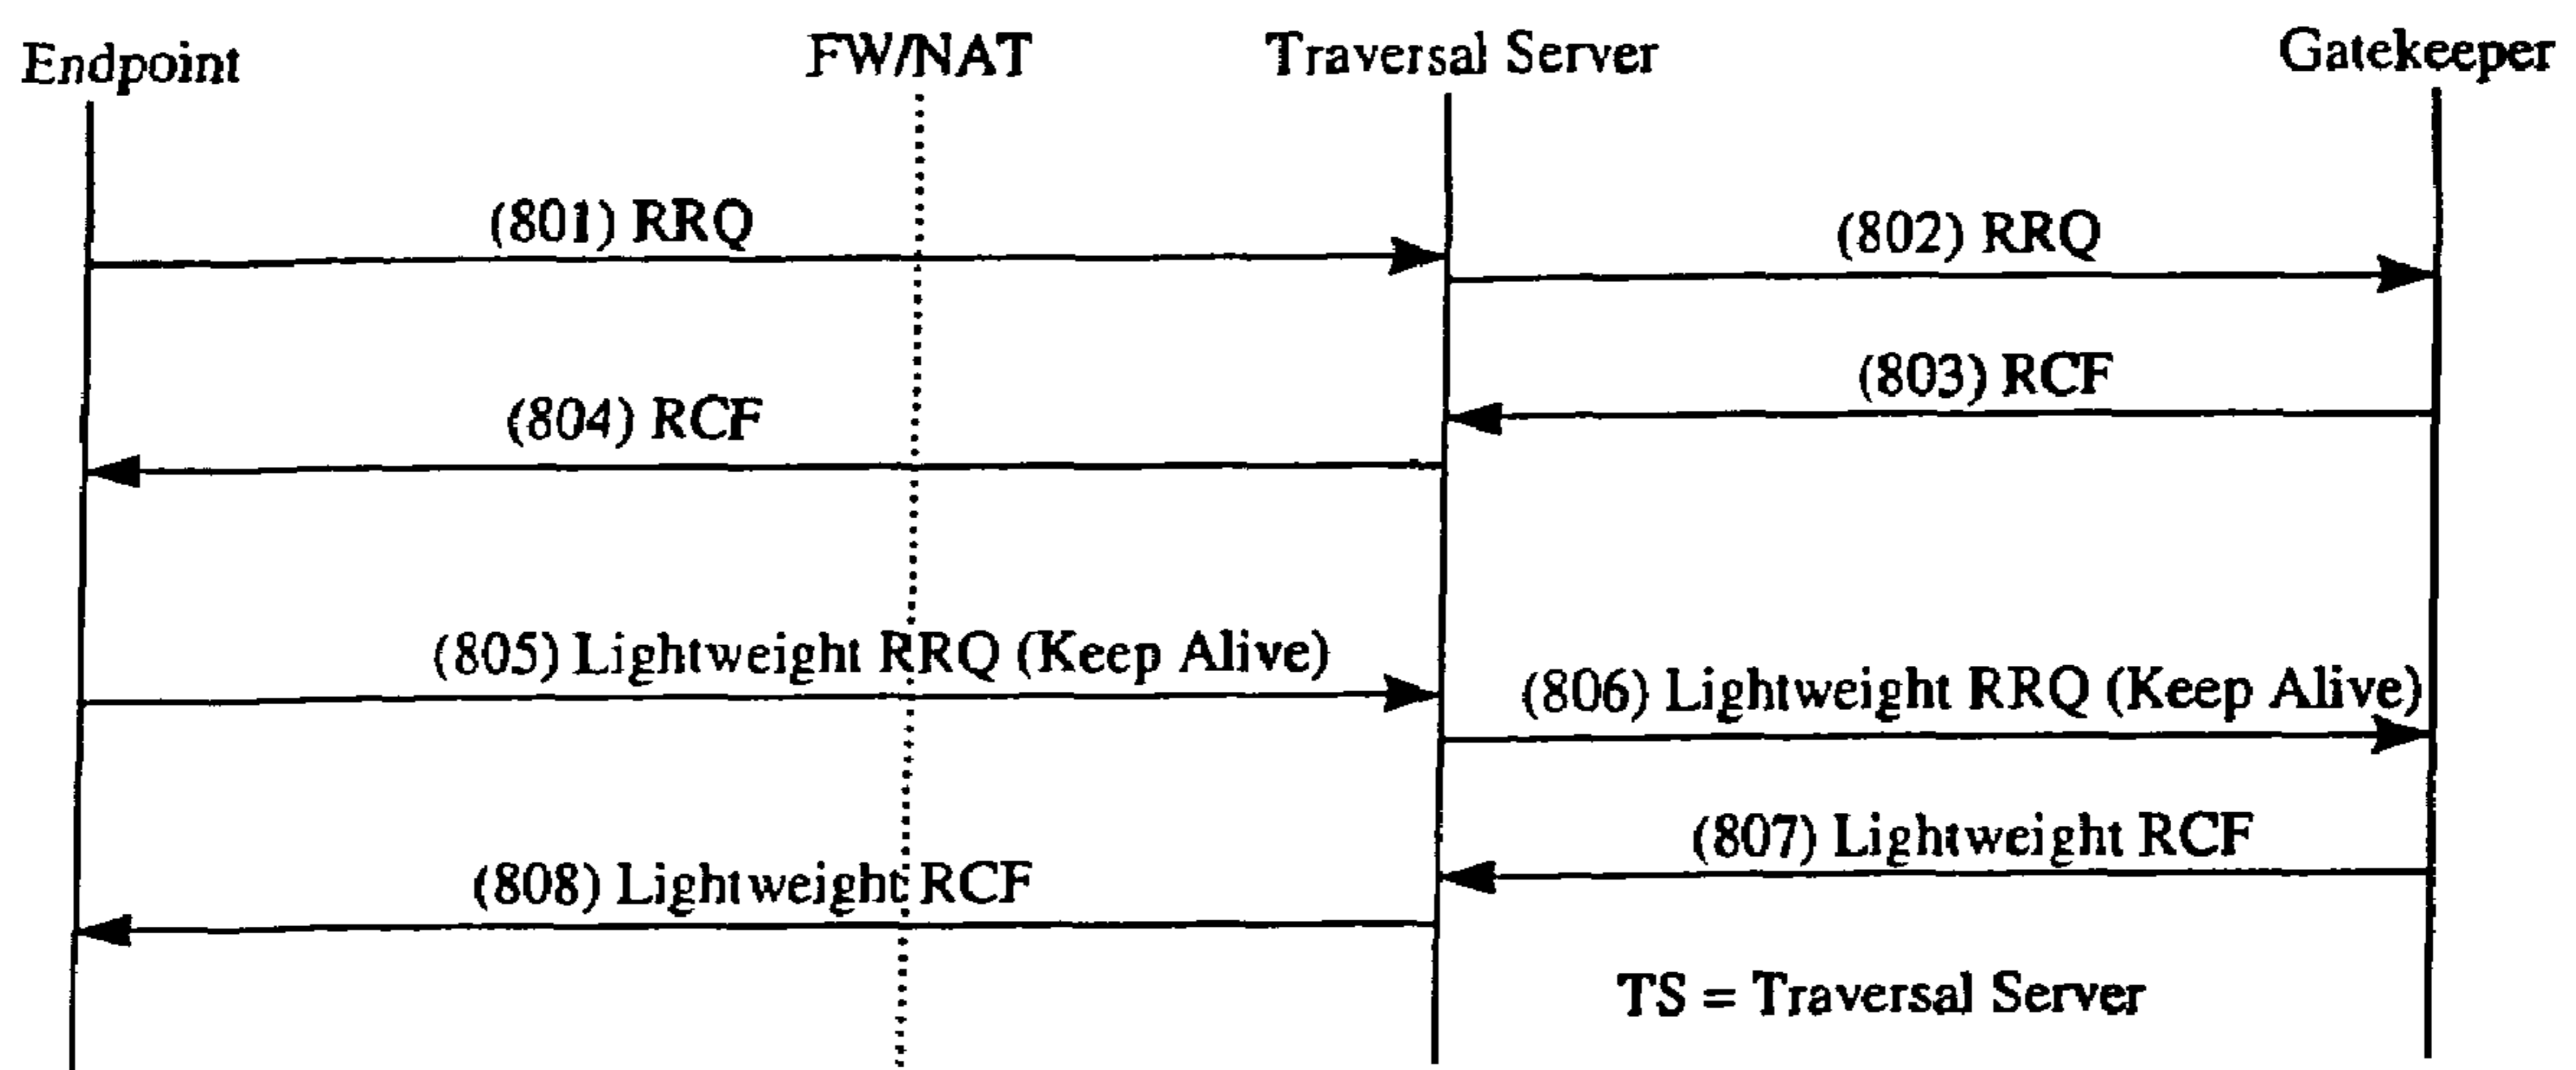 Endpoint
FW/NAT
Traversal Server
Gatekeeper
(801) RRQ
(802) RRQ
(803) RCF
(804) RCF
(805) Lightweight RRQ (Keep Alive)
(806) Lightweight RRQ (Keep Alive)
(807) Lightweight RCF
(808) Lightweight RCF
TS = Traversal Server